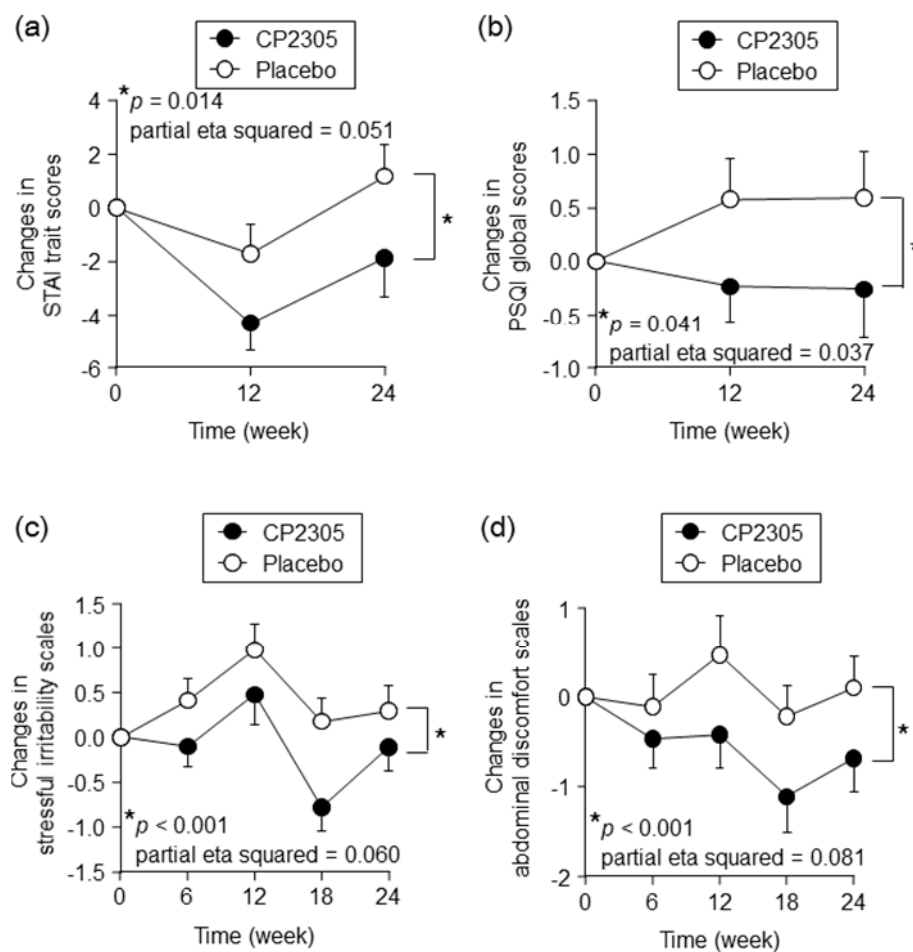 (a)
CP2305
Placebo
* p = 0.014
partial eta squared = 0.051
Changes in
STAI trait scores
4
2
0
-2
-4
-6
*
0 12 24
Time (week)
(b)
CP2305
Placebo
Changes in
PSQI global scores
1.5
1.0
0.5
0.0
-0.5
-1.0
*
* p = 0.041
partial eta squared = 0.037
0 12 24
Time (week)
(c)
CP2305
Placebo
Changes in
stressful irritability scales
1.5
1.0
0.5
0.0
-0.5
-1.0
-1.5
*
* p < 0.001
partial eta squared = 0.060
0 6 12 18 24
Time (week)
(d)
CP2305
Placebo
Changes in
abdominal discomfort scales
1
0
-1
-2
*
* p < 0.001
partial eta squared = 0.081
0 6 12 18 24
Time (week)